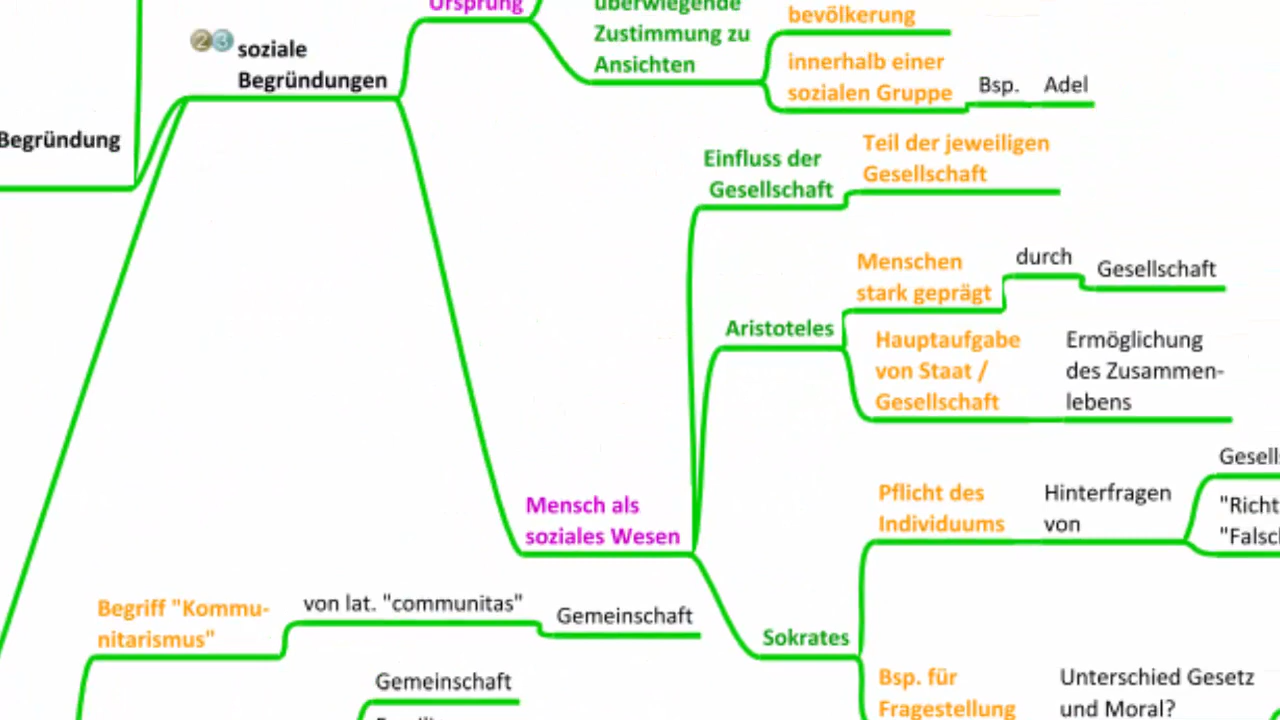 Ursprung
überwiegende
Zustimmung zu
Ansichten
bevölkerung
innerhalb einer
sozialen Gruppe
Bsp.
Adel
2 3
soziale
Begründungen
Begründung
Einfluss der
Gesellschaft
Teil der jeweiligen
Gesellschaft
Aristoteles
Menschen
stark geprägt
durch
Gesellschaft
Hauptaufgabe
von Staat /
Gesellschaft
Ermöglichung
des Zusammen-
lebens
Mensch als
soziales Wesen
Pflicht des
Individuums
Hinterfragen
von
"Richt
Sokrates
Bsp. für
Fragestellung
Unterschied Gesetz
und Moral?
Begriff "Kommu-
nitarismus"
von lat. "communitas"
Gemeinschaft
Gemeinschaft